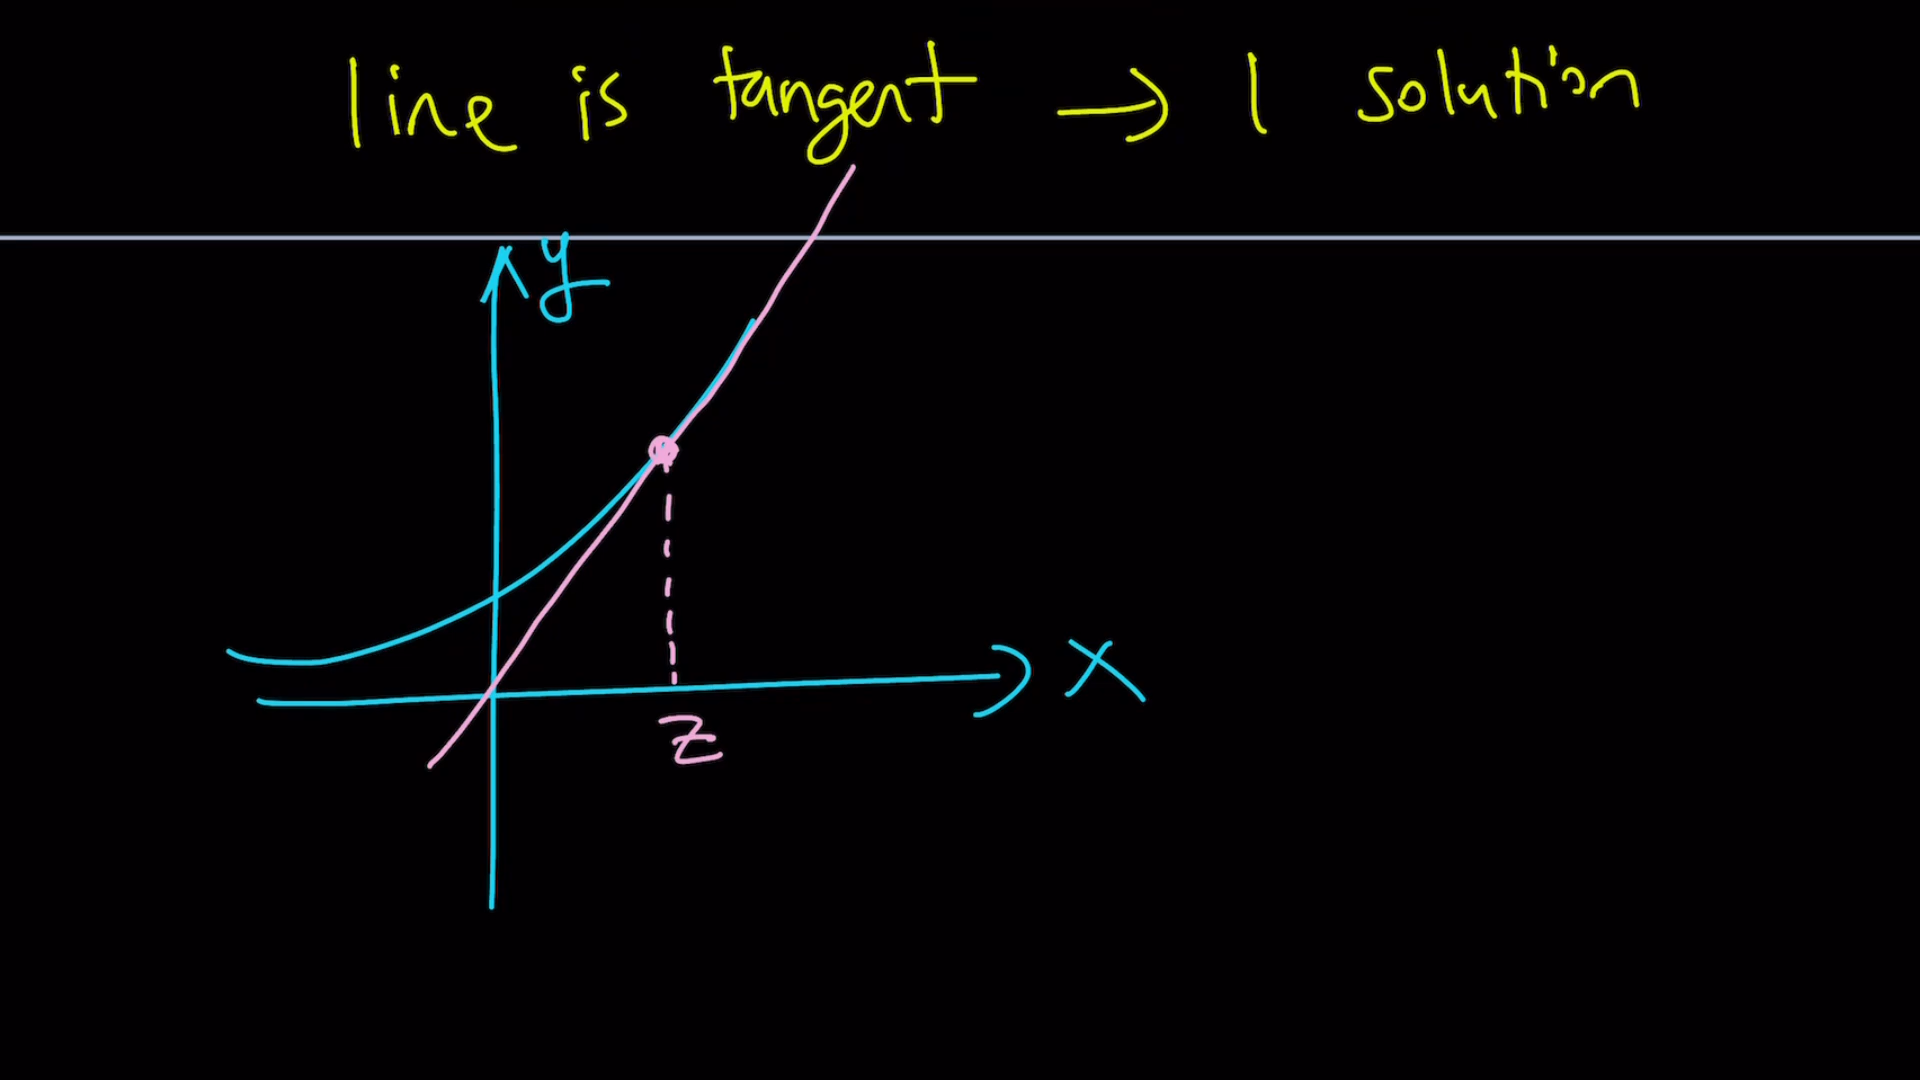 line is tangent → 1 solution
y
x
z